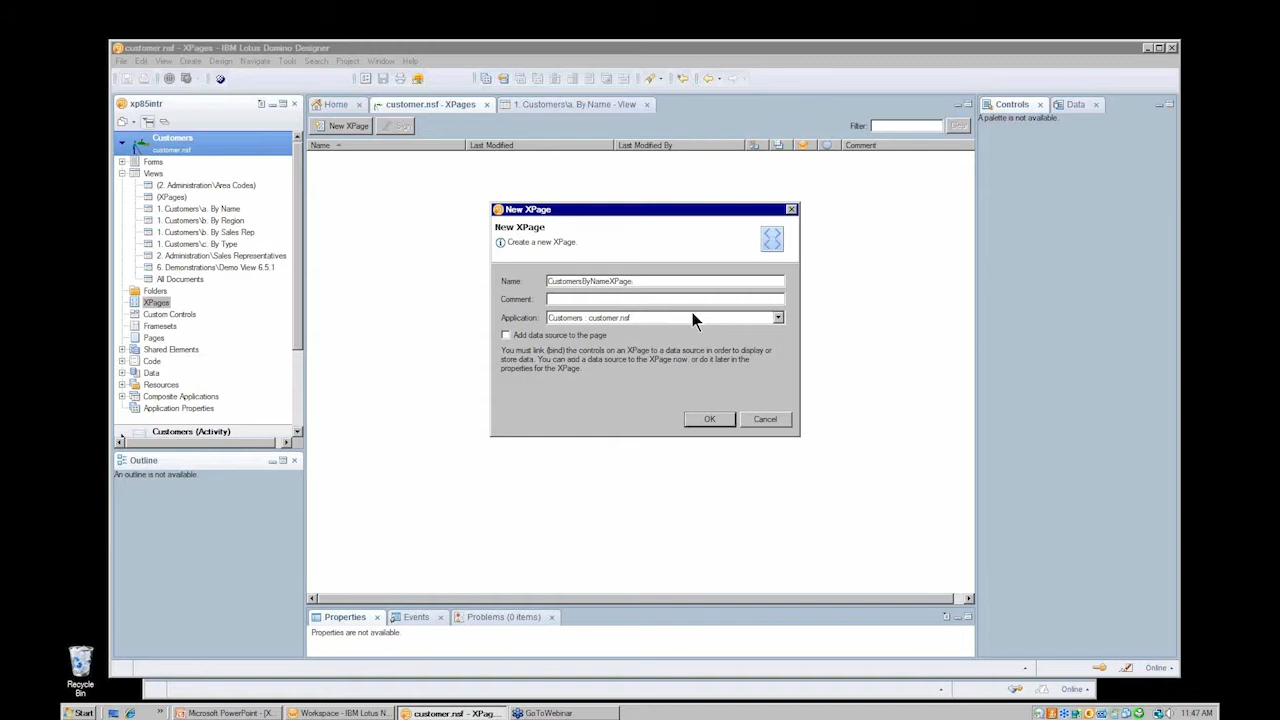 customer.nsf - XPages - IBM Lotus Domino Designer
File Edit View Create Design Navigate Tools Search Project Window Help
xp85intr
Home
customer.nsf - XPages
1. Customers\a. By Name - View
Controls
Data
A palette is not available.
Customers
customer.nsf
New XPage
Sign
Filter:
Name
Last Modified
Last Modified By
Comment
Forms
Views
(2. Administration\Area Codes)
(XPages)
1. Customers\a. By Name
1. Customers\b. By Region
1. Customers\b. By Sales Rep
1. Customers\c. By Type
2. Administration\Sales Representatives
6. Demonstrations\Demo View 6.5.1
All Documents
Folders
XPages
Custom Controls
Framesets
Pages
Shared Elements
Code
Data
Resources
Composite Applications
Application Properties
Customers (Activity)
New XPage
New XPage
Create a new XPage.
Name: CustomersByNameXPage
Comment:
Application: Customers : customer.nsf
Add data source to the page
You must link (bind) the controls on an XPage to a data source in order to display or
store data. You can add a data source to the XPage now, or do it later in the
properties for the XPage.
OK
Cancel
Outline
An outline is not available.
Properties
Events
Problems (0 items)
Properties are not available.
Online
Online
Recycle
Bin
Start
Microsoft PowerPoint - [X...
Workspace - IBM Lotus N...
customer.nsf - XPag...
GoToWebinar
11:47 AM